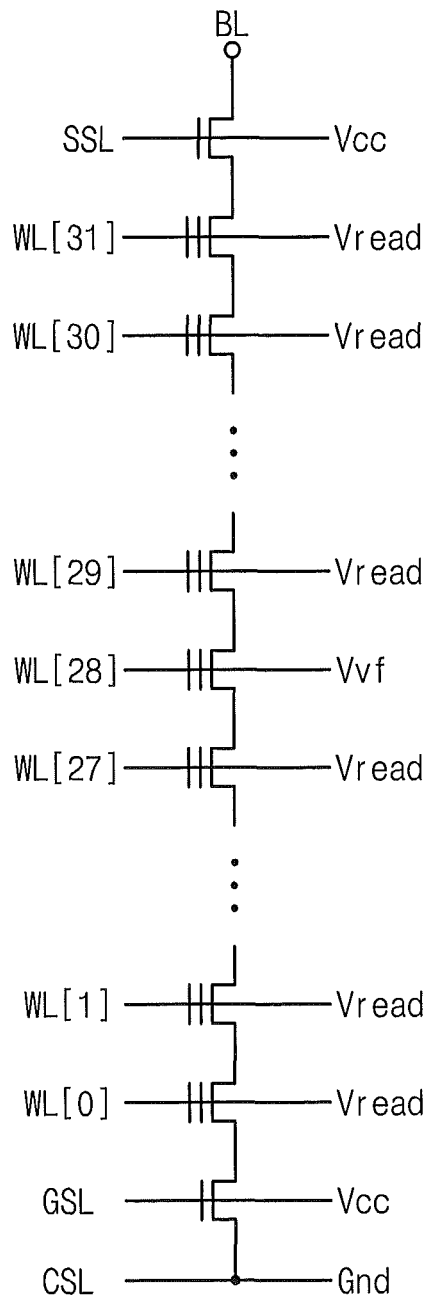 BL
SSL Vcc
WL[31] Vread
WL[30] Vread
WL[29] Vread
WL[28] Vvf
WL[27] Vread
WL[1] Vread
WL[0] Vread
GSL Vcc
CSL Gnd